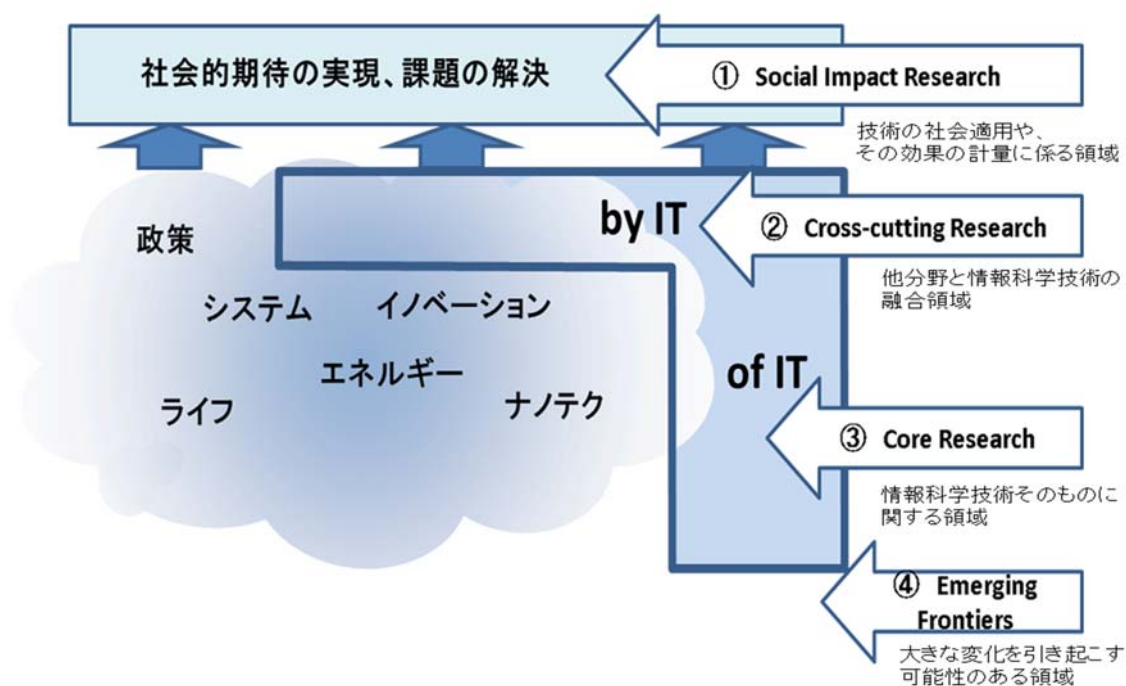 社会的期待の実現、課題の解決
① Social Impact Research
技術の社会適用や、
その効果の計量に係る領域
by IT
② Cross-cutting Research
他分野と情報科学技術の
融合領域
政策
システム
イノベーション
エネルギー
ライフ
ナノテク
of IT
③ Core Research
情報科学技術そのものに
関する領域
④ Emerging
Frontiers
大きな変化を引き起こす
可能性のある領域